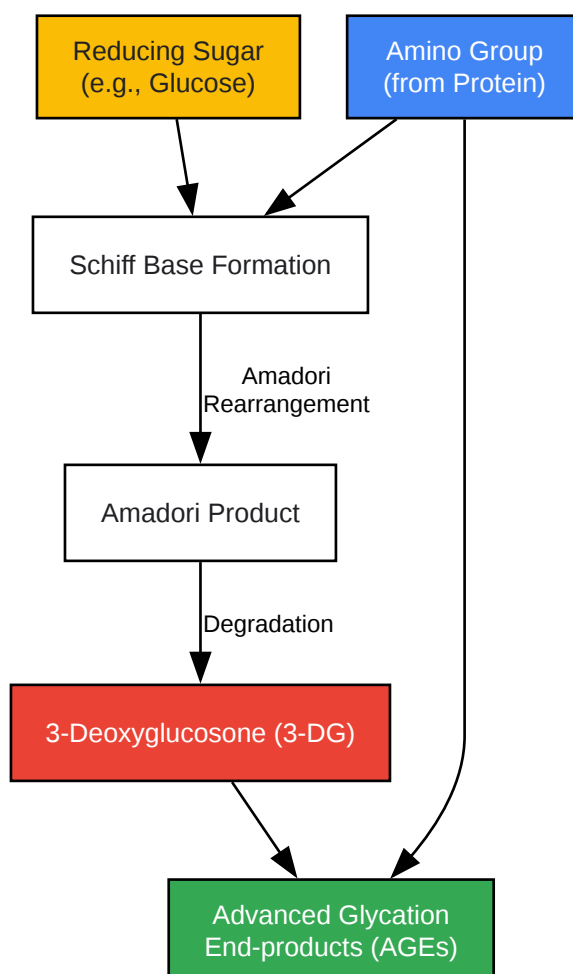 Reducing Sugar
(e.g., Glucose)
Amino Group
(from Protein)
Schiff Base Formation
Amadori
Rearrangement
Amadori Product
Degradation
3-Deoxyglucosone (3-DG)
Advanced Glycation
End-products (AGEs)